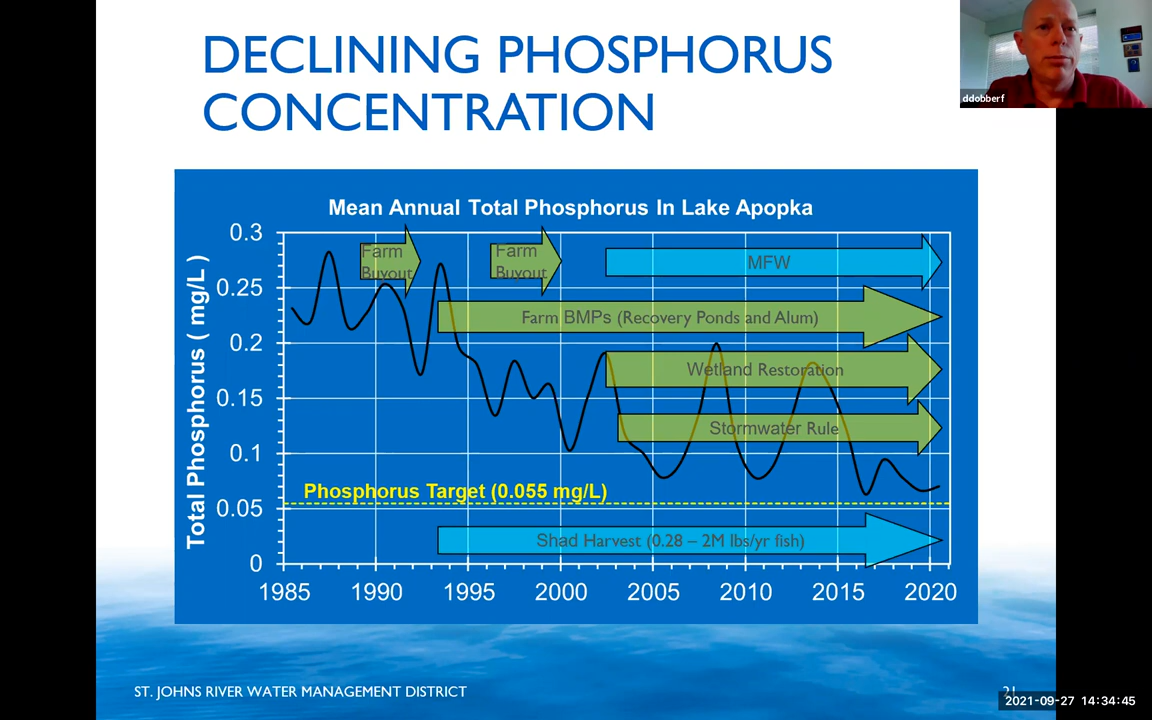 DECLINING PHOSPHORUS
CONCENTRATION
ddobberf
Mean Annual Total Phosphorus In Lake Apopka
Total Phosphorus ( mg/L )
0.3
0.25
0.2
0.15
0.1
0.05
0
Farm
Buyout
Farm
Buyout
MFW
Farm BMPs (Recovery Ponds and Alum)
Wetland Restoration
Stormwater Rule
Phosphorus Target (0.055 mg/L)
Shad Harvest (0.28 – 2M lbs/yr fish)
1985 1990 1995 2000 2005 2010 2015 2020
ST. JOHNS RIVER WATER MANAGEMENT DISTRICT
21
2021-09-27 14:34:45